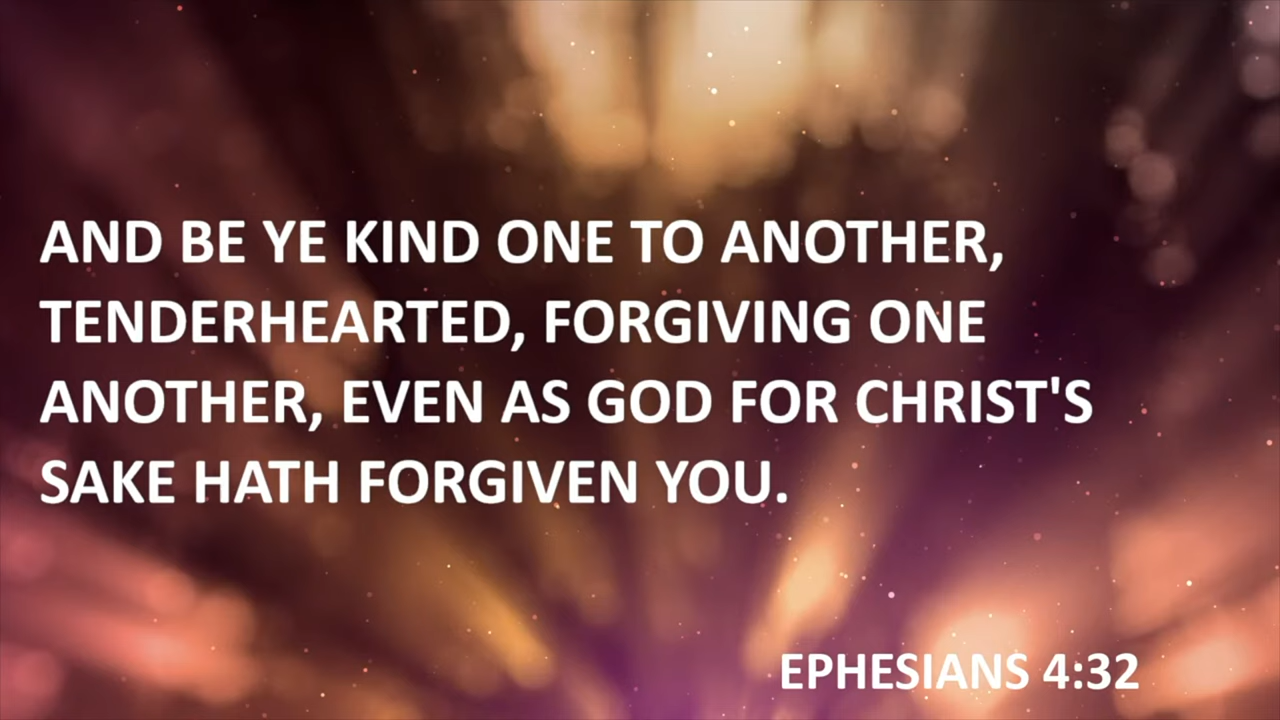 AND BE YE KIND ONE TO ANOTHER,
TENDERHEARTED, FORGIVING ONE
ANOTHER, EVEN AS GOD FOR CHRIST'S
SAKE HATH FORGIVEN YOU.
EPHESIANS 4:32